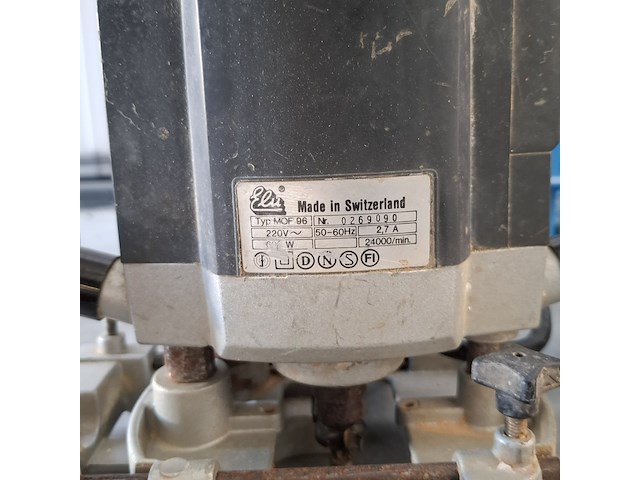 Elu® Made in Switzerland
Typ MOF 96 Nr. 0269090
220V~ 50-60Hz 2,7 A
W 24000/min.
D N S FI